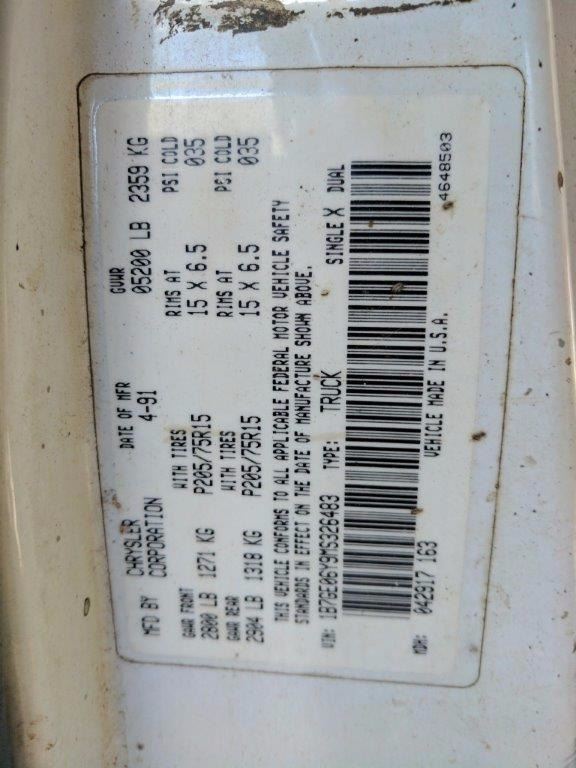 MFD BY CHRYSLER CORPORATION DATE OF MFR 4-91 GVWR 05200 LB 2359 KG
GAWR FRONT WITH TIRES RIMS AT PSI COLD
2800 LB 1271 KG P205/75R15 15 X 6.5 035
GAWR REAR WITH TIRES RIMS AT PSI COLD
2904 LB 1318 KG P205/75R15 15 X 6.5 035
THIS VEHICLE CONFORMS TO ALL APPLICABLE FEDERAL MOTOR VEHICLE SAFETY
STANDARDS IN EFFECT ON THE DATE OF MANUFACTURE SHOWN ABOVE.
VIN: 1B7GE06Y9MS326483 TYPE: TRUCK SINGLE X DUAL
MDH: 042917 163 VEHICLE MADE IN U.S.A. 4648503